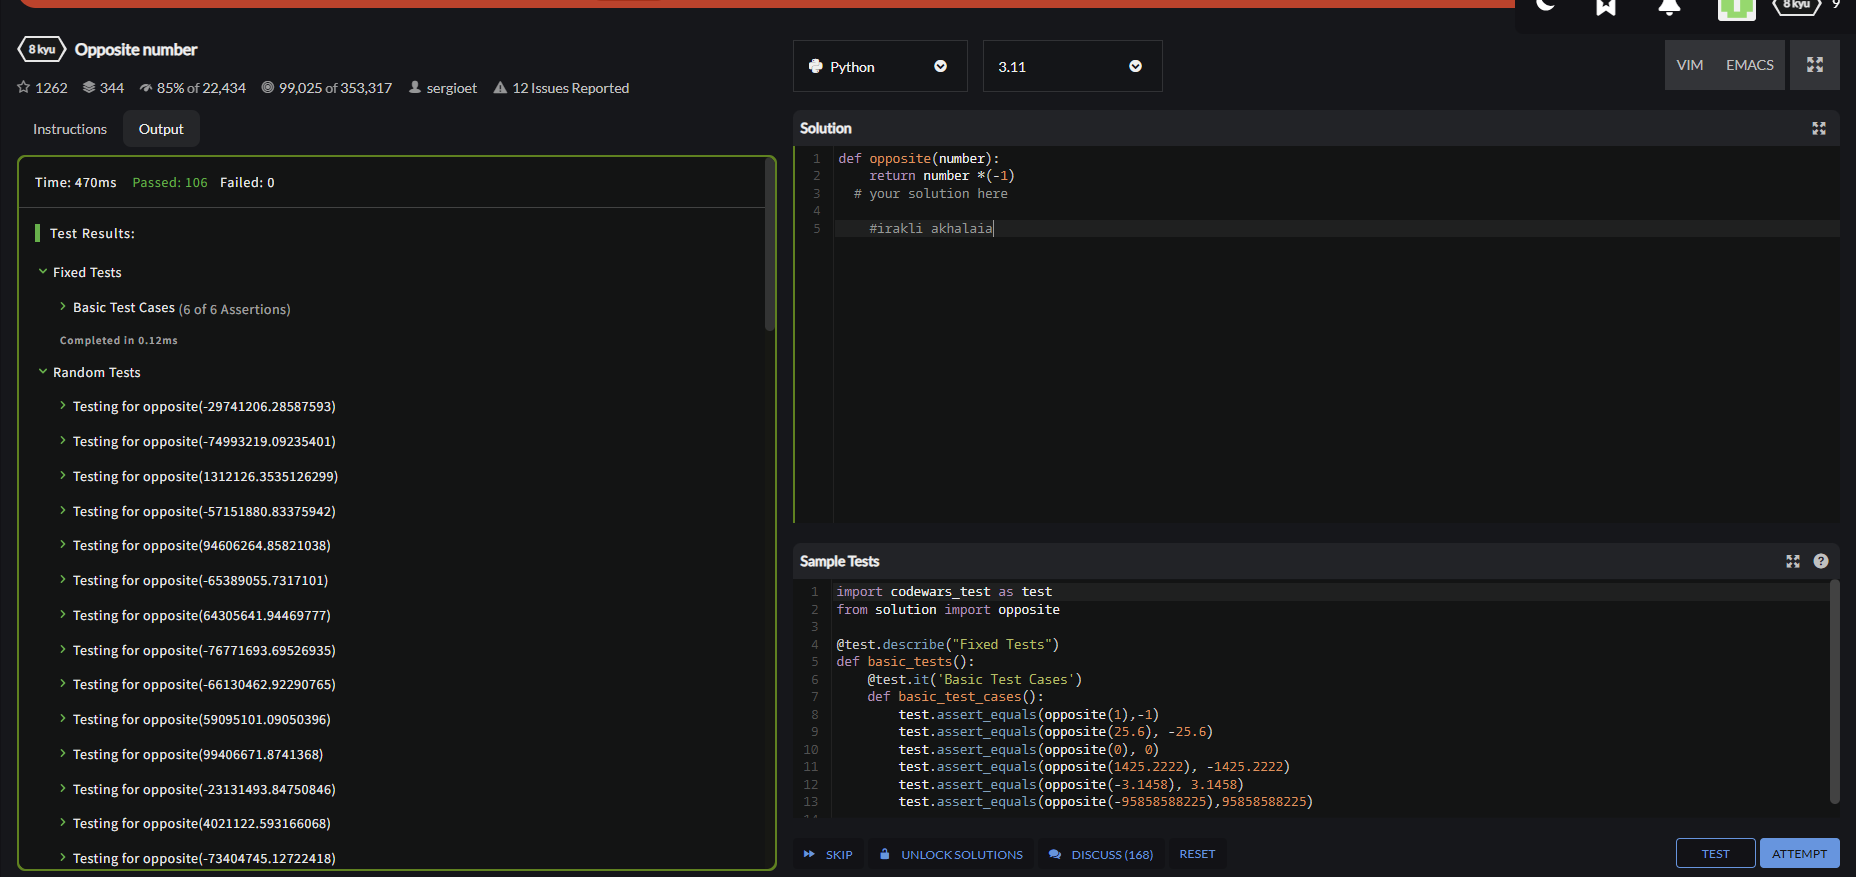 8 kyu 9
8 kyu Opposite number
1262 344 85% of 22,434 99,025 of 353,317 sergioet 12 Issues Reported
Instructions Output
Time: 470ms Passed: 106 Failed: 0
Test Results:
Fixed Tests
Basic Test Cases (6 of 6 Assertions)
Completed in 0.12ms
Random Tests
Testing for opposite(-29741206.28587593)
Testing for opposite(-74993219.09235401)
Testing for opposite(1312126.3535126299)
Testing for opposite(-57151880.83375942)
Testing for opposite(94606264.85821038)
Testing for opposite(-65389055.7317101)
Testing for opposite(64305641.94469777)
Testing for opposite(-76771693.69526935)
Testing for opposite(-66130462.92290765)
Testing for opposite(59095101.09050396)
Testing for opposite(99406671.8741368)
Testing for opposite(-23131493.84750846)
Testing for opposite(4021122.593166068)
Testing for opposite(-73404745.12722418)
Python 3.11 VIM EMACS
Solution
1 def opposite(number):
2     return number *(-1)
3   # your solution here
4
5     #irakli akhalaia
Sample Tests
1 import codewars_test as test
2 from solution import opposite
3
4 @test.describe("Fixed Tests")
5 def basic_tests():
6     @test.it('Basic Test Cases')
7     def basic_test_cases():
8         test.assert_equals(opposite(1),-1)
9         test.assert_equals(opposite(25.6), -25.6)
10         test.assert_equals(opposite(0), 0)
11         test.assert_equals(opposite(1425.2222), -1425.2222)
12         test.assert_equals(opposite(-3.1458), 3.1458)
13         test.assert_equals(opposite(-95858588225),95858588225)
SKIP UNLOCK SOLUTIONS DISCUSS (168) RESET TEST ATTEMPT